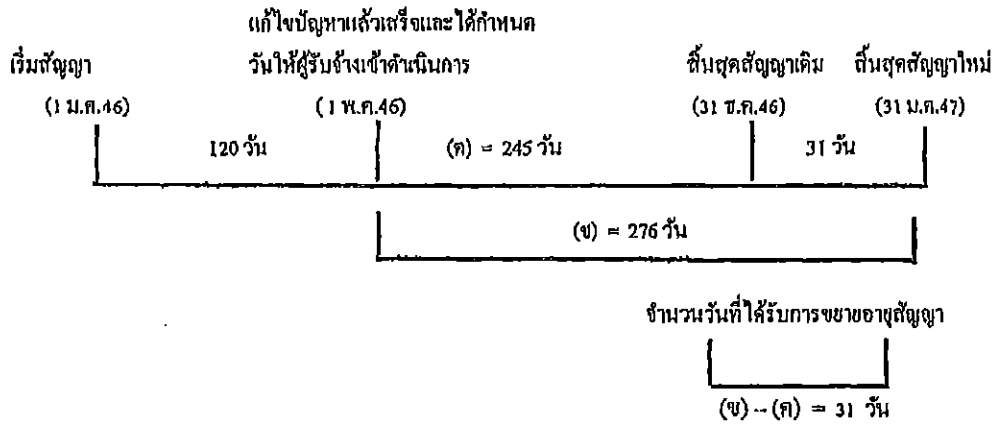 แก้ไขปัญหาแล้วเสร็จและได้กำหนด
เริ่มสัญญา วันให้ผู้รับจ้างเข้าดำเนินการ สิ้นสุดสัญญาเดิม สิ้นสุดสัญญาใหม่
(1 ม.ค.46) (1 พ.ค.46) (31 ธ.ค.46) (31 ม.ค.47)
120 วัน (ค) = 245 วัน 31 วัน
(ข) = 276 วัน
จำนวนวันที่ได้รับการขยายอายุสัญญา
(ข) -- (ค) = 31 วัน